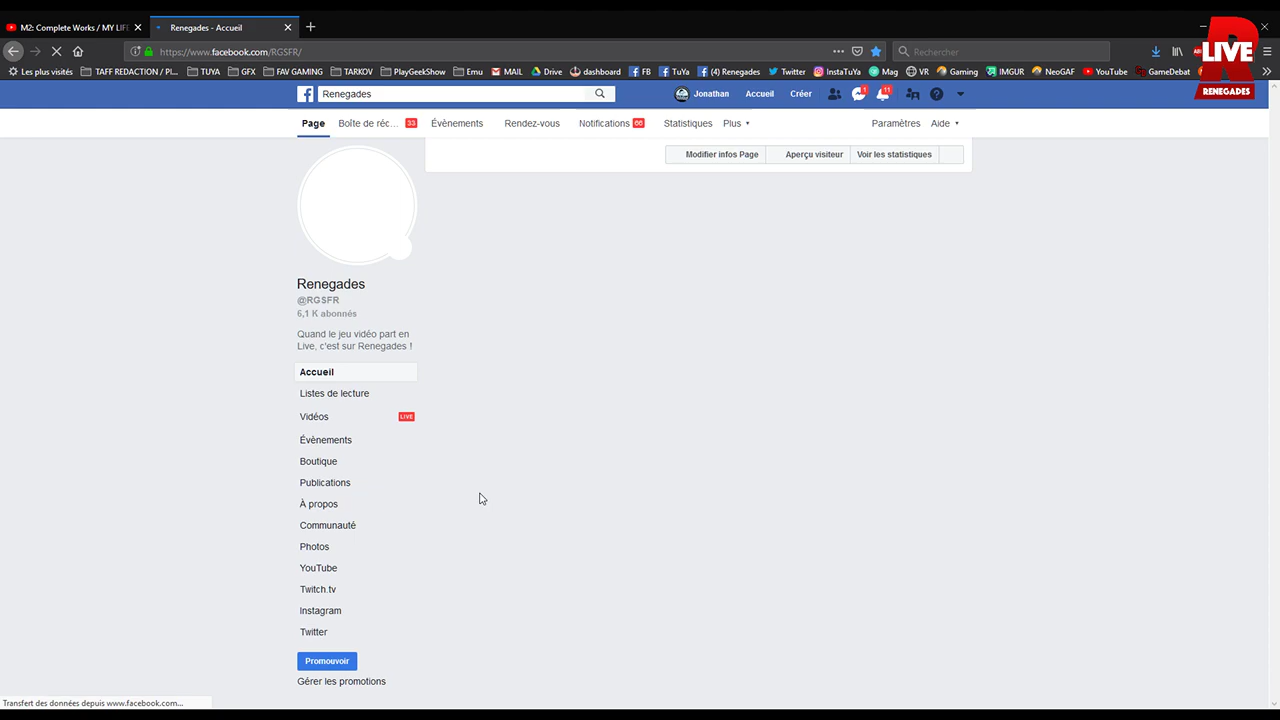 M2: Complete Works / MY LIF
Renegades - Accueil
https://www.facebook.com/RGSFR/
Rechercher
Les plus visités
TAFF REDACTION / PI...
TUYA
GFX
FAV GAMING
TARKOV
PlayGeekShow
Emu
MAIL
Drive
dashboard
FB
TuYa
(4) Renegades
Twitter
InstaTuYa
Mag
VR
Gaming
IMGUR
NeoGAF
YouTube
GameDebat
LIVE
RENEGADES
Renegades
Jonathan
Accueil
Créer
1
11
Page
Boîte de réc...
33
Évènements
Rendez-vous
Notifications
66
Statistiques
Plus
Paramètres
Aide
Modifier infos Page
Aperçu visiteur
Voir les statistiques
Renegades
@RGSFR
6,1 K abonnés
Quand le jeu vidéo part en
Live, c'est sur Renegades !
Accueil
Listes de lecture
Vidéos
LIVE
Évènements
Boutique
Publications
À propos
Communauté
Photos
YouTube
Twitch.tv
Instagram
Twitter
Promouvoir
Gérer les promotions
Transfert des données depuis www.facebook.com...